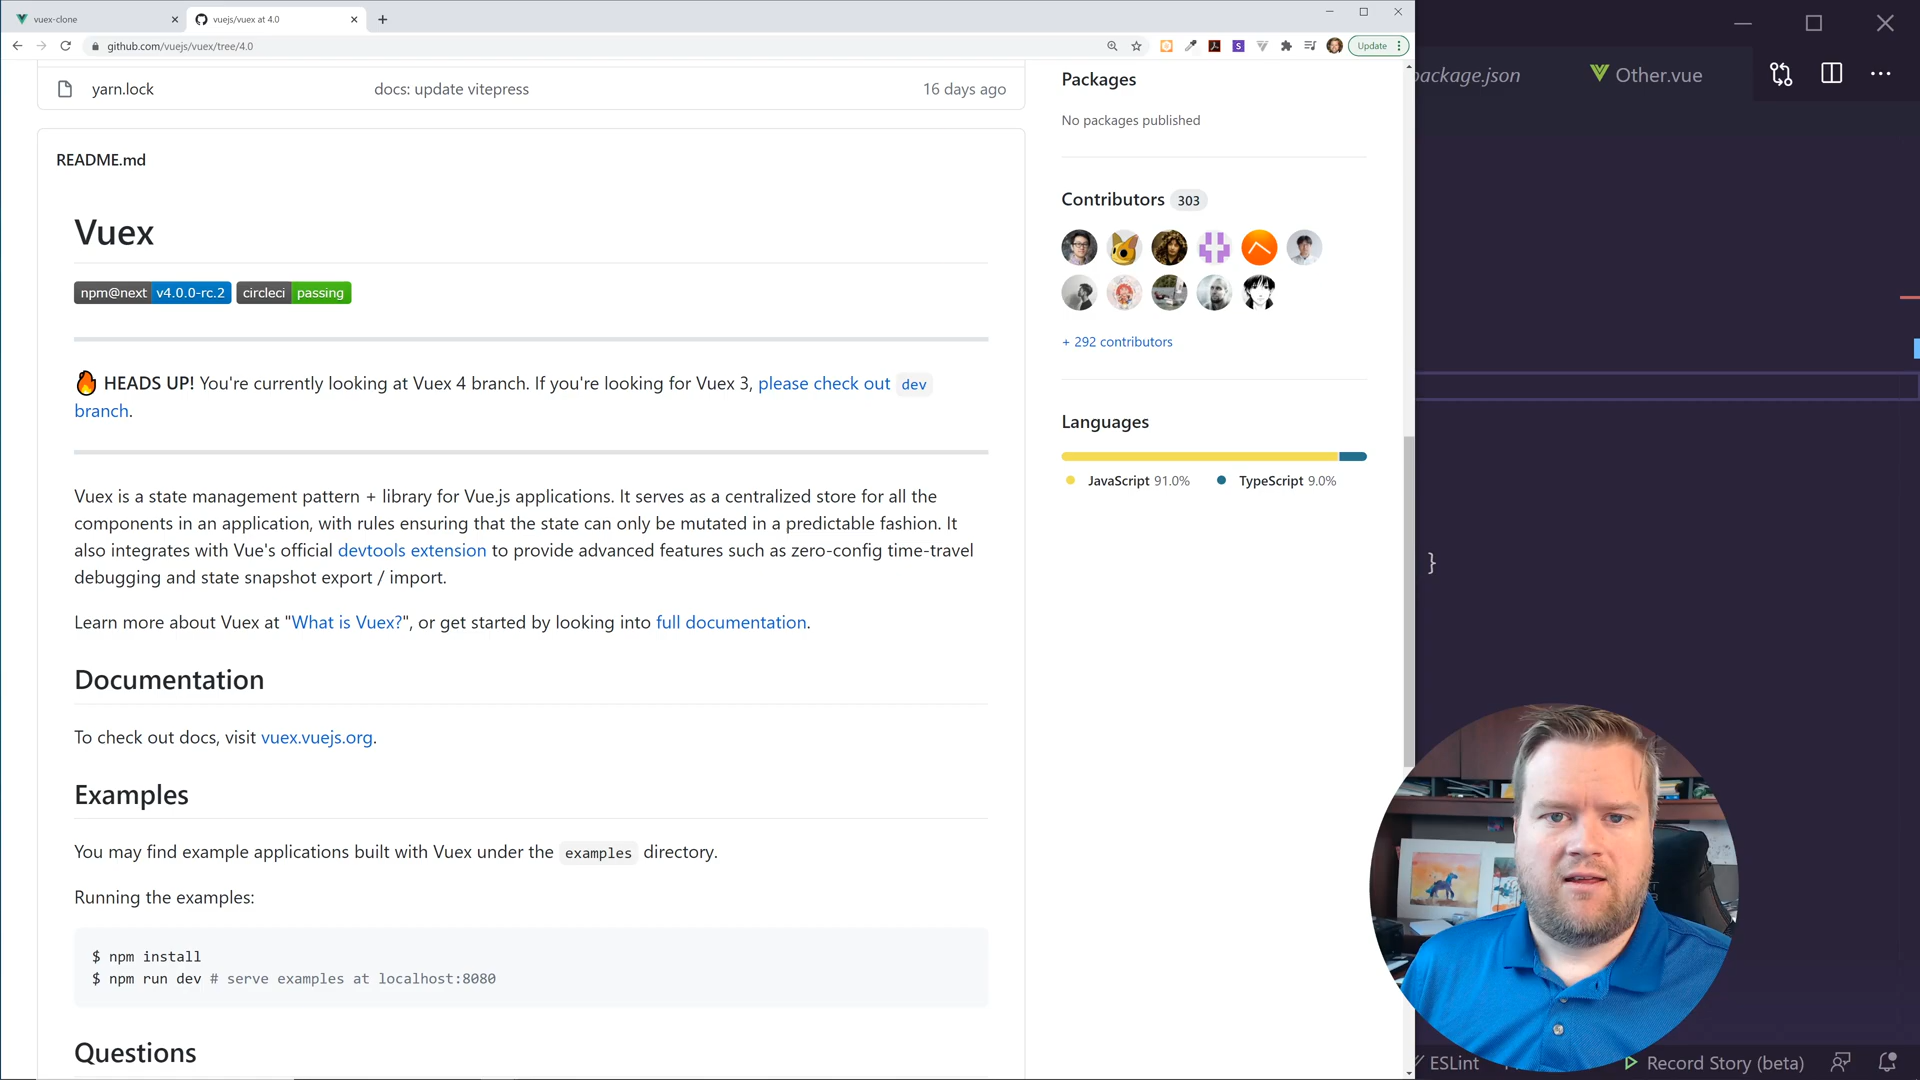 vuex-clone
vuejs/vuex at 4.0
github.com/vuejs/vuex/tree/4.0
Update
package.json
Other.vue
yarn.lock
docs: update vitepress
16 days ago
README.md
Vuex
npm@next v4.0.0-rc.2 circleci passing
HEADS UP! You're currently looking at Vuex 4 branch. If you're looking for Vuex 3, please check out dev
branch.
Vuex is a state management pattern + library for Vue.js applications. It serves as a centralized store for all the
components in an application, with rules ensuring that the state can only be mutated in a predictable fashion. It
also integrates with Vue's official devtools extension to provide advanced features such as zero-config time-travel
debugging and state snapshot export / import.
Learn more about Vuex at "What is Vuex?", or get started by looking into full documentation.
Documentation
To check out docs, visit vuex.vuejs.org.
Examples
You may find example applications built with Vuex under the examples directory.
Running the examples:
$ npm install
$ npm run dev # serve examples at localhost:8080
Questions
Packages
No packages published
Contributors 303
+ 292 contributors
Languages
JavaScript 91.0%
TypeScript 9.0%
}
ESLint
Record Story (beta)